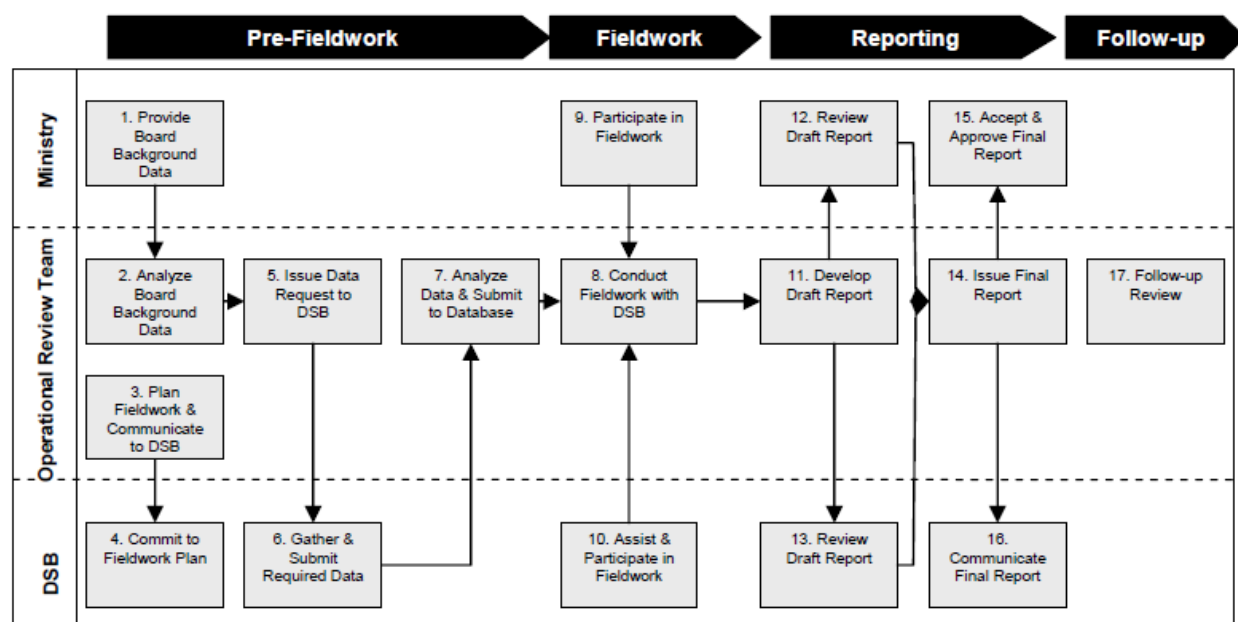 Pre-Fieldwork
Fieldwork
Reporting
Follow-up
Ministry
1. Provide
Board
Background
Data
9. Participate in
Fieldwork
12. Review
Draft Report
15. Accept &
Approve Final
Report
Operational Review Team
2. Analyze
Board
Background
Data
5. Issue Data
Request to
DSB
7. Analyze
Data & Submit
to Database
8. Conduct
Fieldwork with
DSB
11. Develop
Draft Report
14. Issue Final
Report
17. Follow-up
Review
3. Plan
Fieldwork &
Communicate
to DSB
DSB
4. Commit to
Fieldwork Plan
6. Gather &
Submit
Required Data
10. Assist &
Participate in
Fieldwork
13. Review
Draft Report
16.
Communicate
Final Report